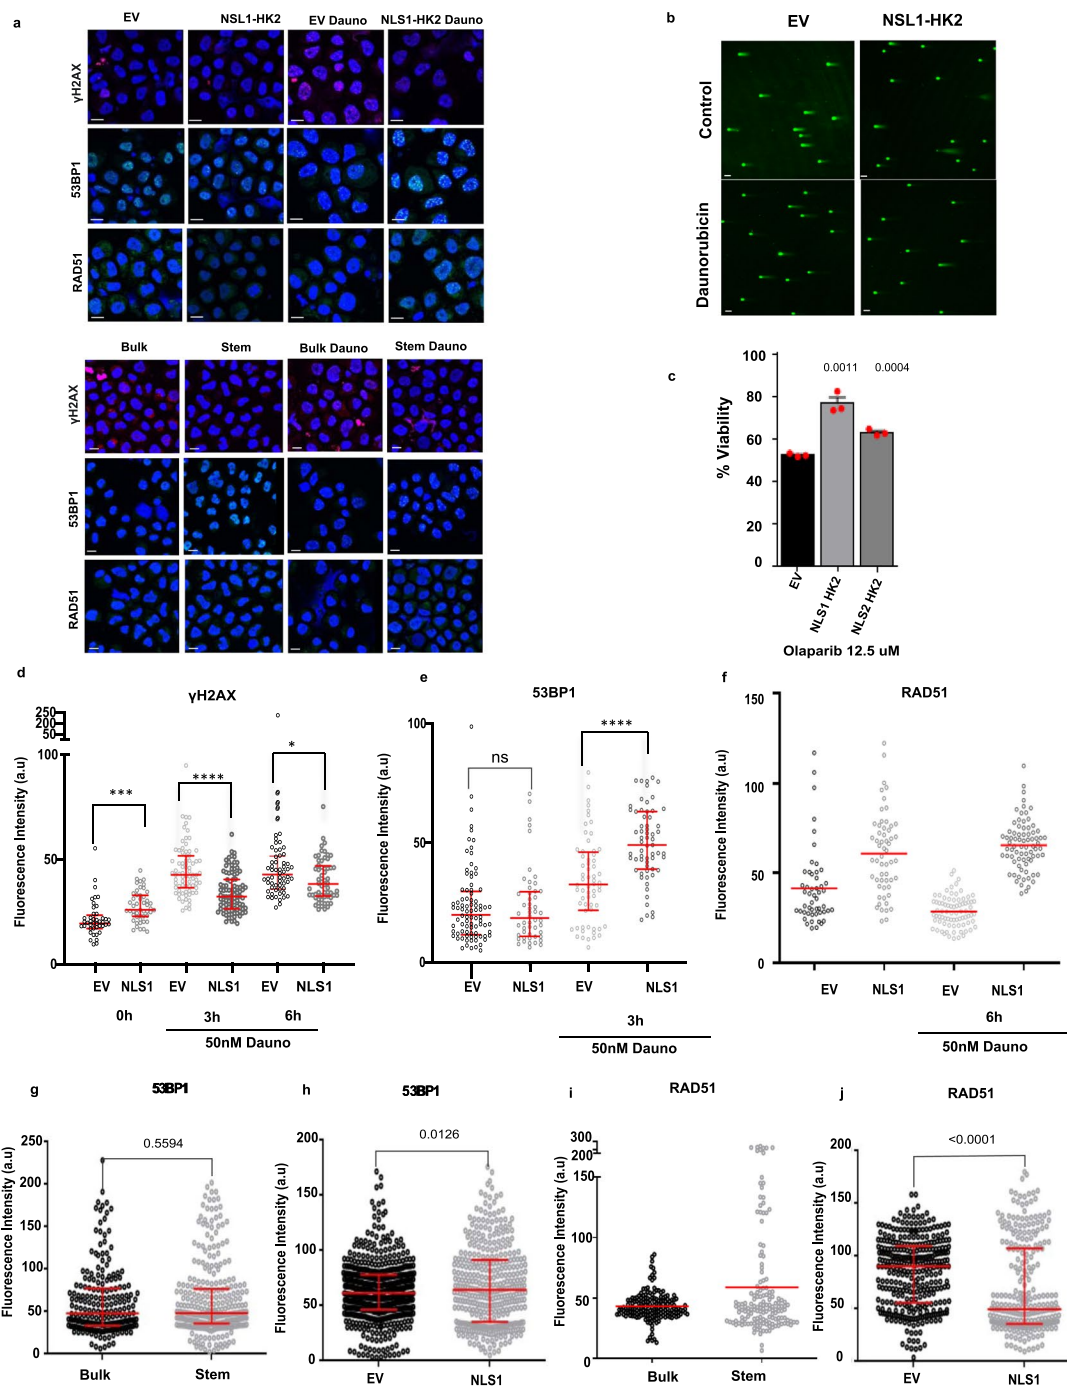 a
EV NSL1-HK2 EV Dauno NLS1-HK2 Dauno
γH2AX
53BP1
RAD51
Bulk Stem Bulk Dauno Stem Dauno
γH2AX
53BP1
RAD51
b
EV NSL1-HK2
Control
Daunorubicin
c
% Viability
100
80
60
40
20
0
0.0011 0.0004
EV NLS1 HK2 NLS2 HK2
Olaparib 12.5 uM
d
γH2AX
Fluorescence Intensity (a.u)
250
200
50
100
50
0
*** **** *
EV NLS1 EV NLS1 EV NLS1
0h 3h 6h
50nM Dauno
e
53BP1
Fluorescence Intensity (a.u)
100
50
0
ns ****
EV NLS1 EV NLS1
3h
50nM Dauno
f
RAD51
Fluorescence Intensity (a.u)
150
100
50
0
EV NLS1 EV NLS1
6h
50nM Dauno
g
53BP1
Fluorescence Intensity (a.u)
250
200
150
100
50
0
0.5594
Bulk Stem
h
53BP1
Fluorescence Intensity (a.u)
200
150
100
50
0
0.0126
EV NLS1
i
RAD51
Fluorescence Intensity (a.u)
300
200
100
150
100
50
0
Bulk Stem
j
RAD51
Fluorescence Intensity (a.u)
200
150
100
50
0
<0.0001
EV NLS1